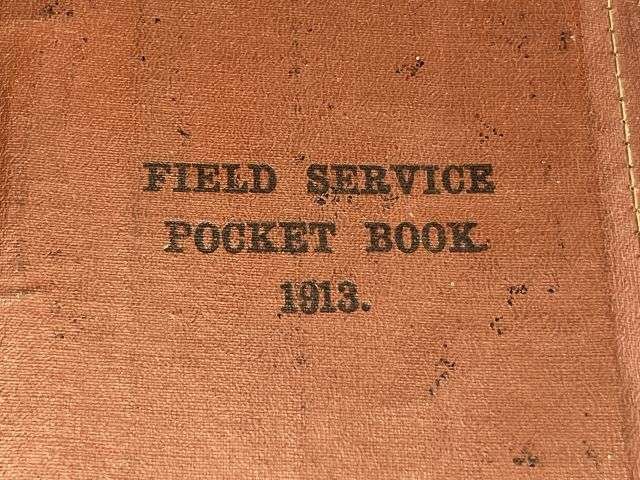 FIELD SERVICE
POCKET BOOK.
1913.